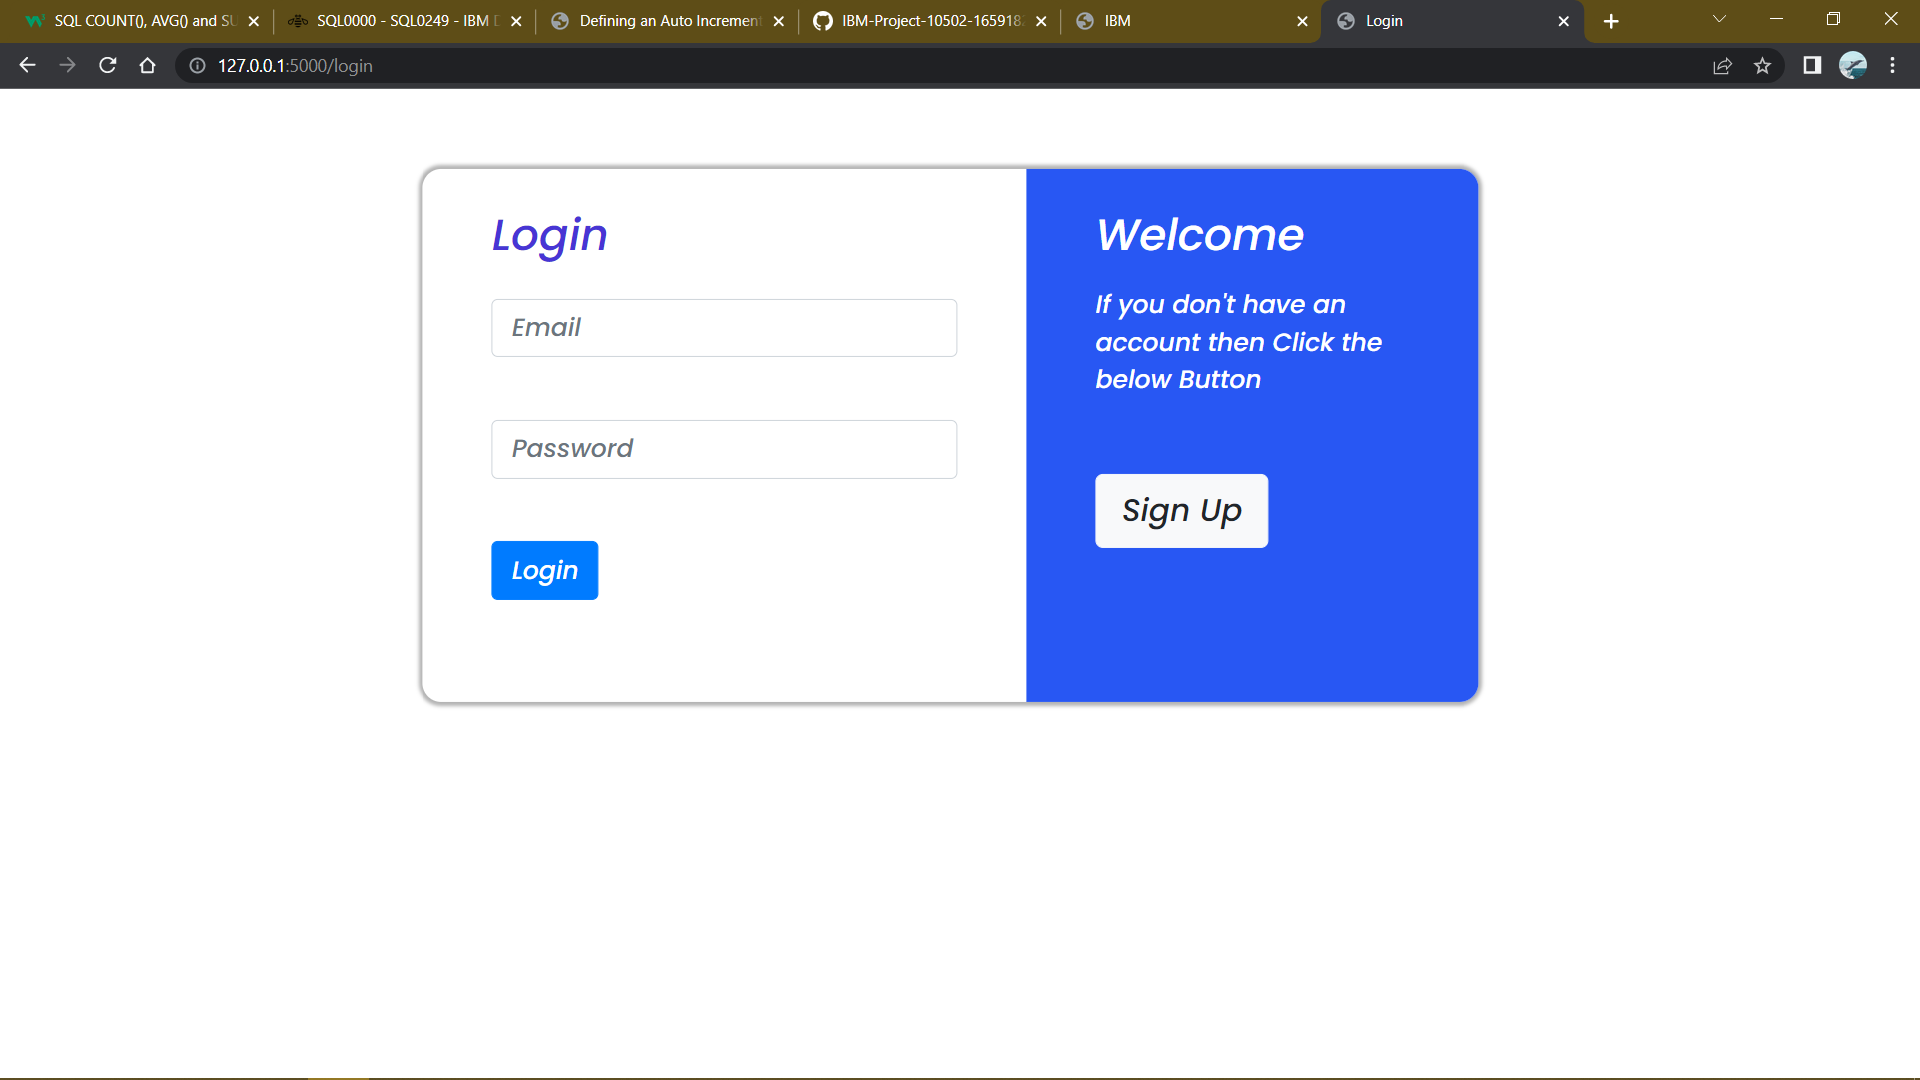 SQL COUNT(), AVG() and SU
SQL0000 - SQL0249 - IBM D
Defining an Auto Increment
IBM-Project-10502-1659182
IBM
Login
127.0.0.1:5000/login
Login
Email
Password
Login
Welcome
If you don't have an
account then Click the
below Button
Sign Up